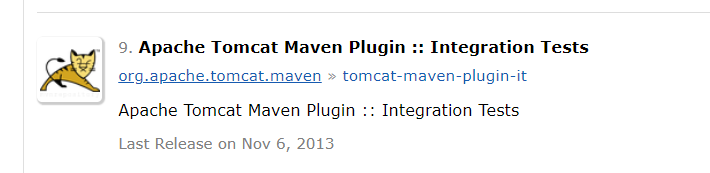 9. Apache Tomcat Maven Plugin :: Integration Tests
org.apache.tomcat.maven » tomcat-maven-plugin-it
Apache Tomcat Maven Plugin :: Integration Tests
Last Release on Nov 6, 2013